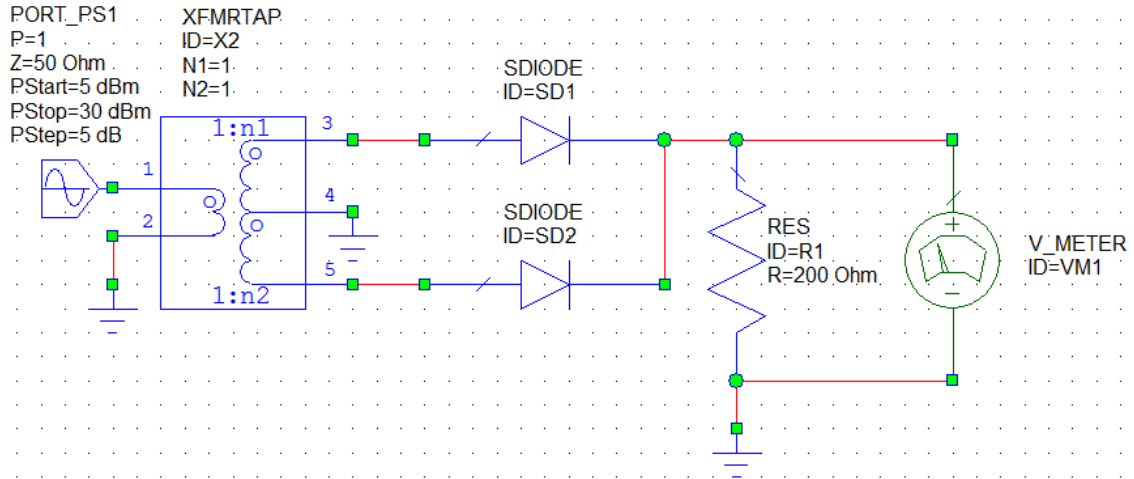 PORT_PS1
P=1
Z=50 Ohm
PStart=5 dBm
PStop=30 dBm
PStep=5 dB
XFMRTAP
ID=X2
N1=1
N2=1
1:n1
1
2
3
4
5
1:n2
SDIODE
ID=SD1
SDIODE
ID=SD2
RES
ID=R1
R=200 Ohm
V_METER
ID=VM1